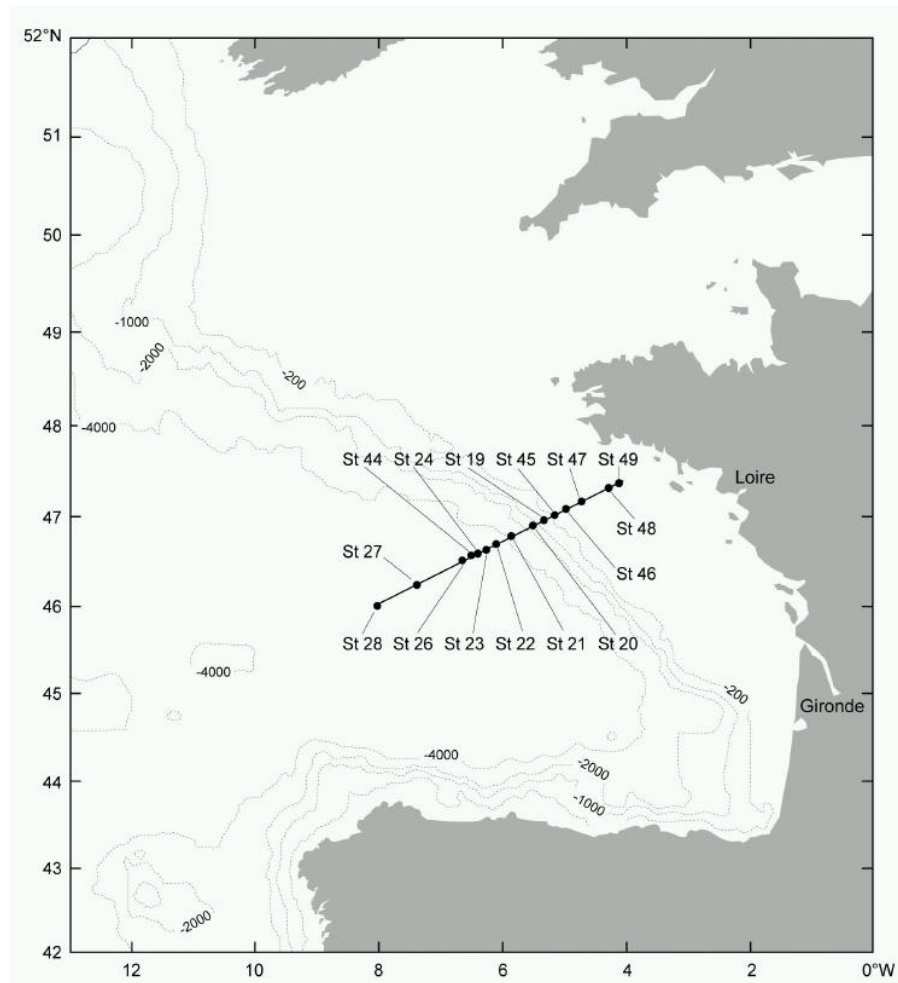 52°N
51
50
49
48
47
46
45
44
43
42
-1000
-2000
-200
-4000
St 44 St 24 St 19 St 45 St 47 St 49
Loire
St 48
St 27
St 46
St 28 St 26 St 23 St 22 St 21 St 20
-4000
-200
Gironde
-4000
-2000
-1000
-2000
12 10 8 6 4 2 0°W